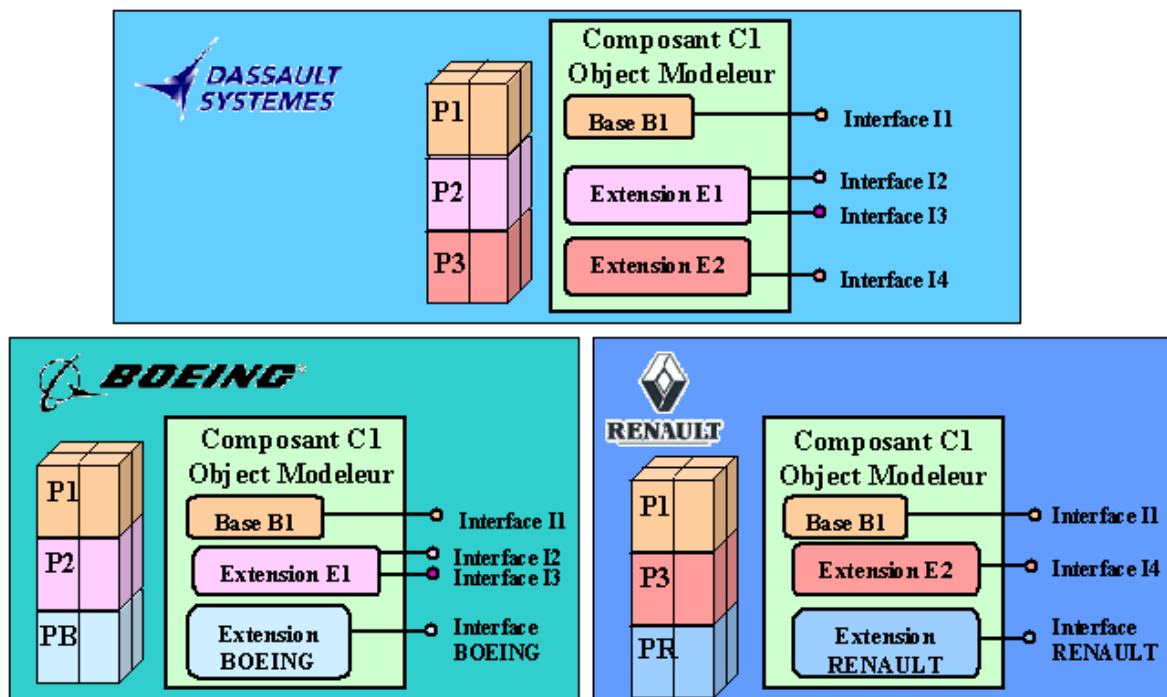 DASSAULT
SYSTEMES
P1
P2
P3
Composant C1
Object Modeleur
Base B1
Extension E1
Extension E2
Interface I1
Interface I2
Interface I3
Interface I4
BOEING
P1
P2
PB
Composant C1
Object Modeleur
Base B1
Extension E1
Extension
BOEING
Interface I1
Interface I2
Interface I3
Interface
BOEING
RENAULT
P1
P3
PR
Composant C1
Object Modeleur
Base B1
Extension E2
Extension
RENAULT
Interface I1
Interface I4
Interface
RENAULT